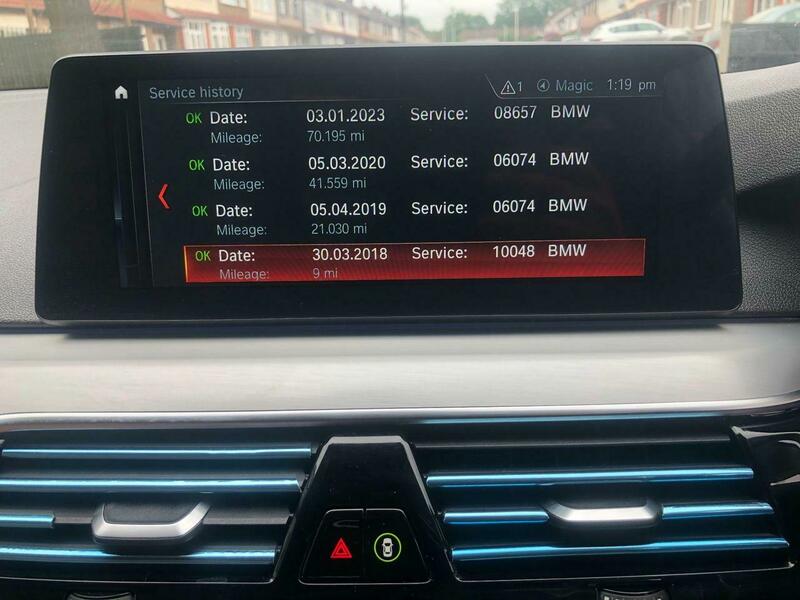 Service history 1 Magic 1:19 pm
OK Date: 03.01.2023 Service: 08657 BMW
Mileage: 70.195 mi
OK Date: 05.03.2020 Service: 06074 BMW
Mileage: 41.559 mi
OK Date: 05.04.2019 Service: 06074 BMW
Mileage: 21.030 mi
OK Date: 30.03.2018 Service: 10048 BMW
Mileage: 9 mi